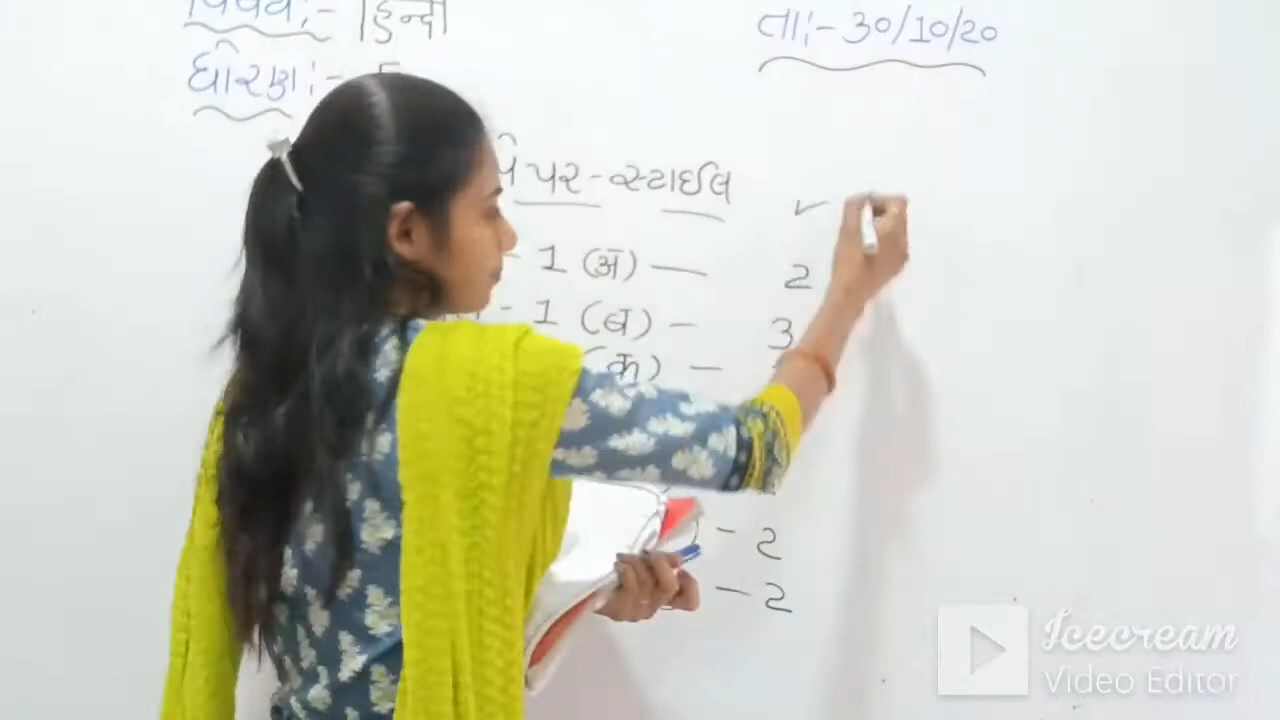 વિષય :- हिन्दी
તા:- 30/10/20
ધોરણ :-
પેપર - સ્ટાઈલ
- 1 (अ) — 2
- 1 (ब) - 3
(क) —
- 2
- 2
Icecream
Video Editor